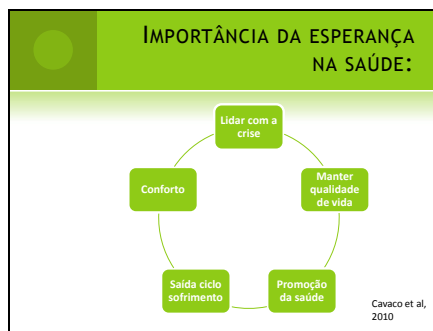 IMPORTÂNCIA DA ESPERANÇA
NA SAÚDE:
Lidar com a
crise
Manter
qualidade
de vida
Promoção
da saúde
Saída ciclo
sofrimento
Conforto
Cavaco et al,
2010